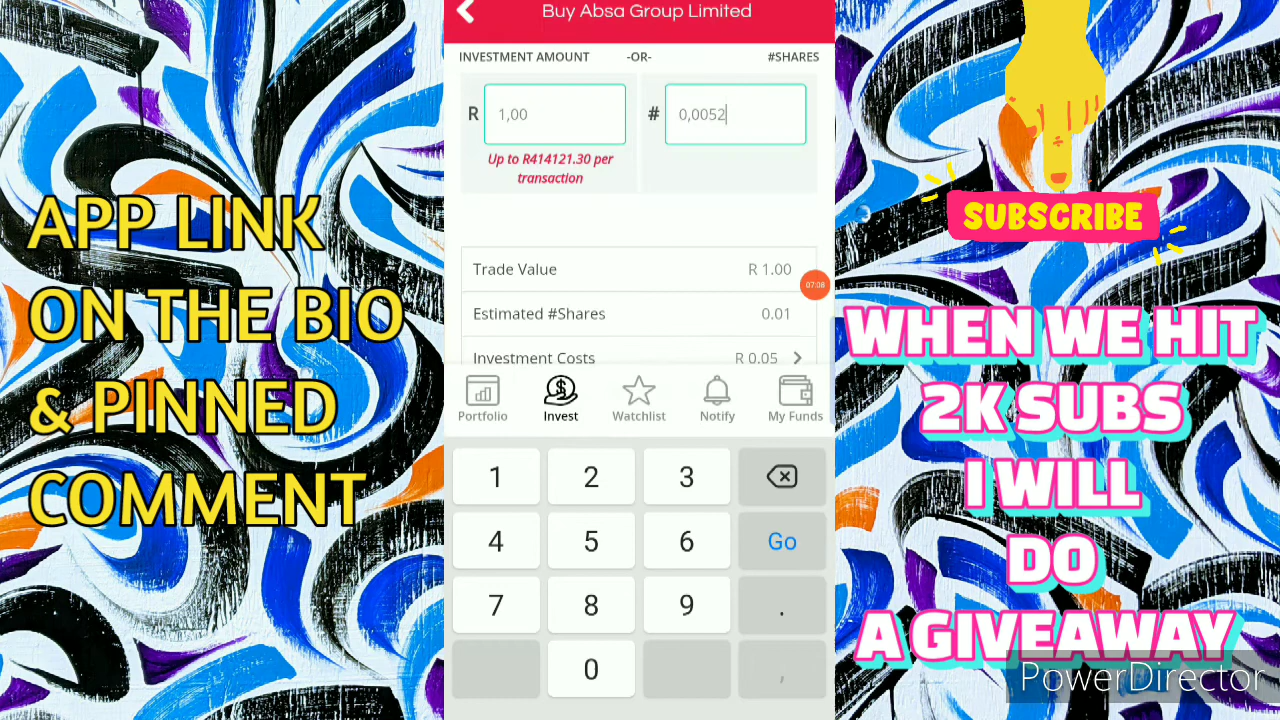 Buy Absa Group Limited
INVESTMENT AMOUNT -OR- #SHARES
R 1,00 # 0,0052
Up to R414121.30 per
transaction
Trade Value R 1.00
07:08
Estimated #Shares 0.01
Investment Costs R 0.05
Portfolio Invest Watchlist Notify My Funds
1 2 3
4 5 6 Go
7 8 9 .
0 ,
APP LINK
ON THE BIO
& PINNED
COMMENT
SUBSCRIBE
WHEN WE HIT
2K SUBS
I WILL
DO
A GIVEAWAY
PowerDirector